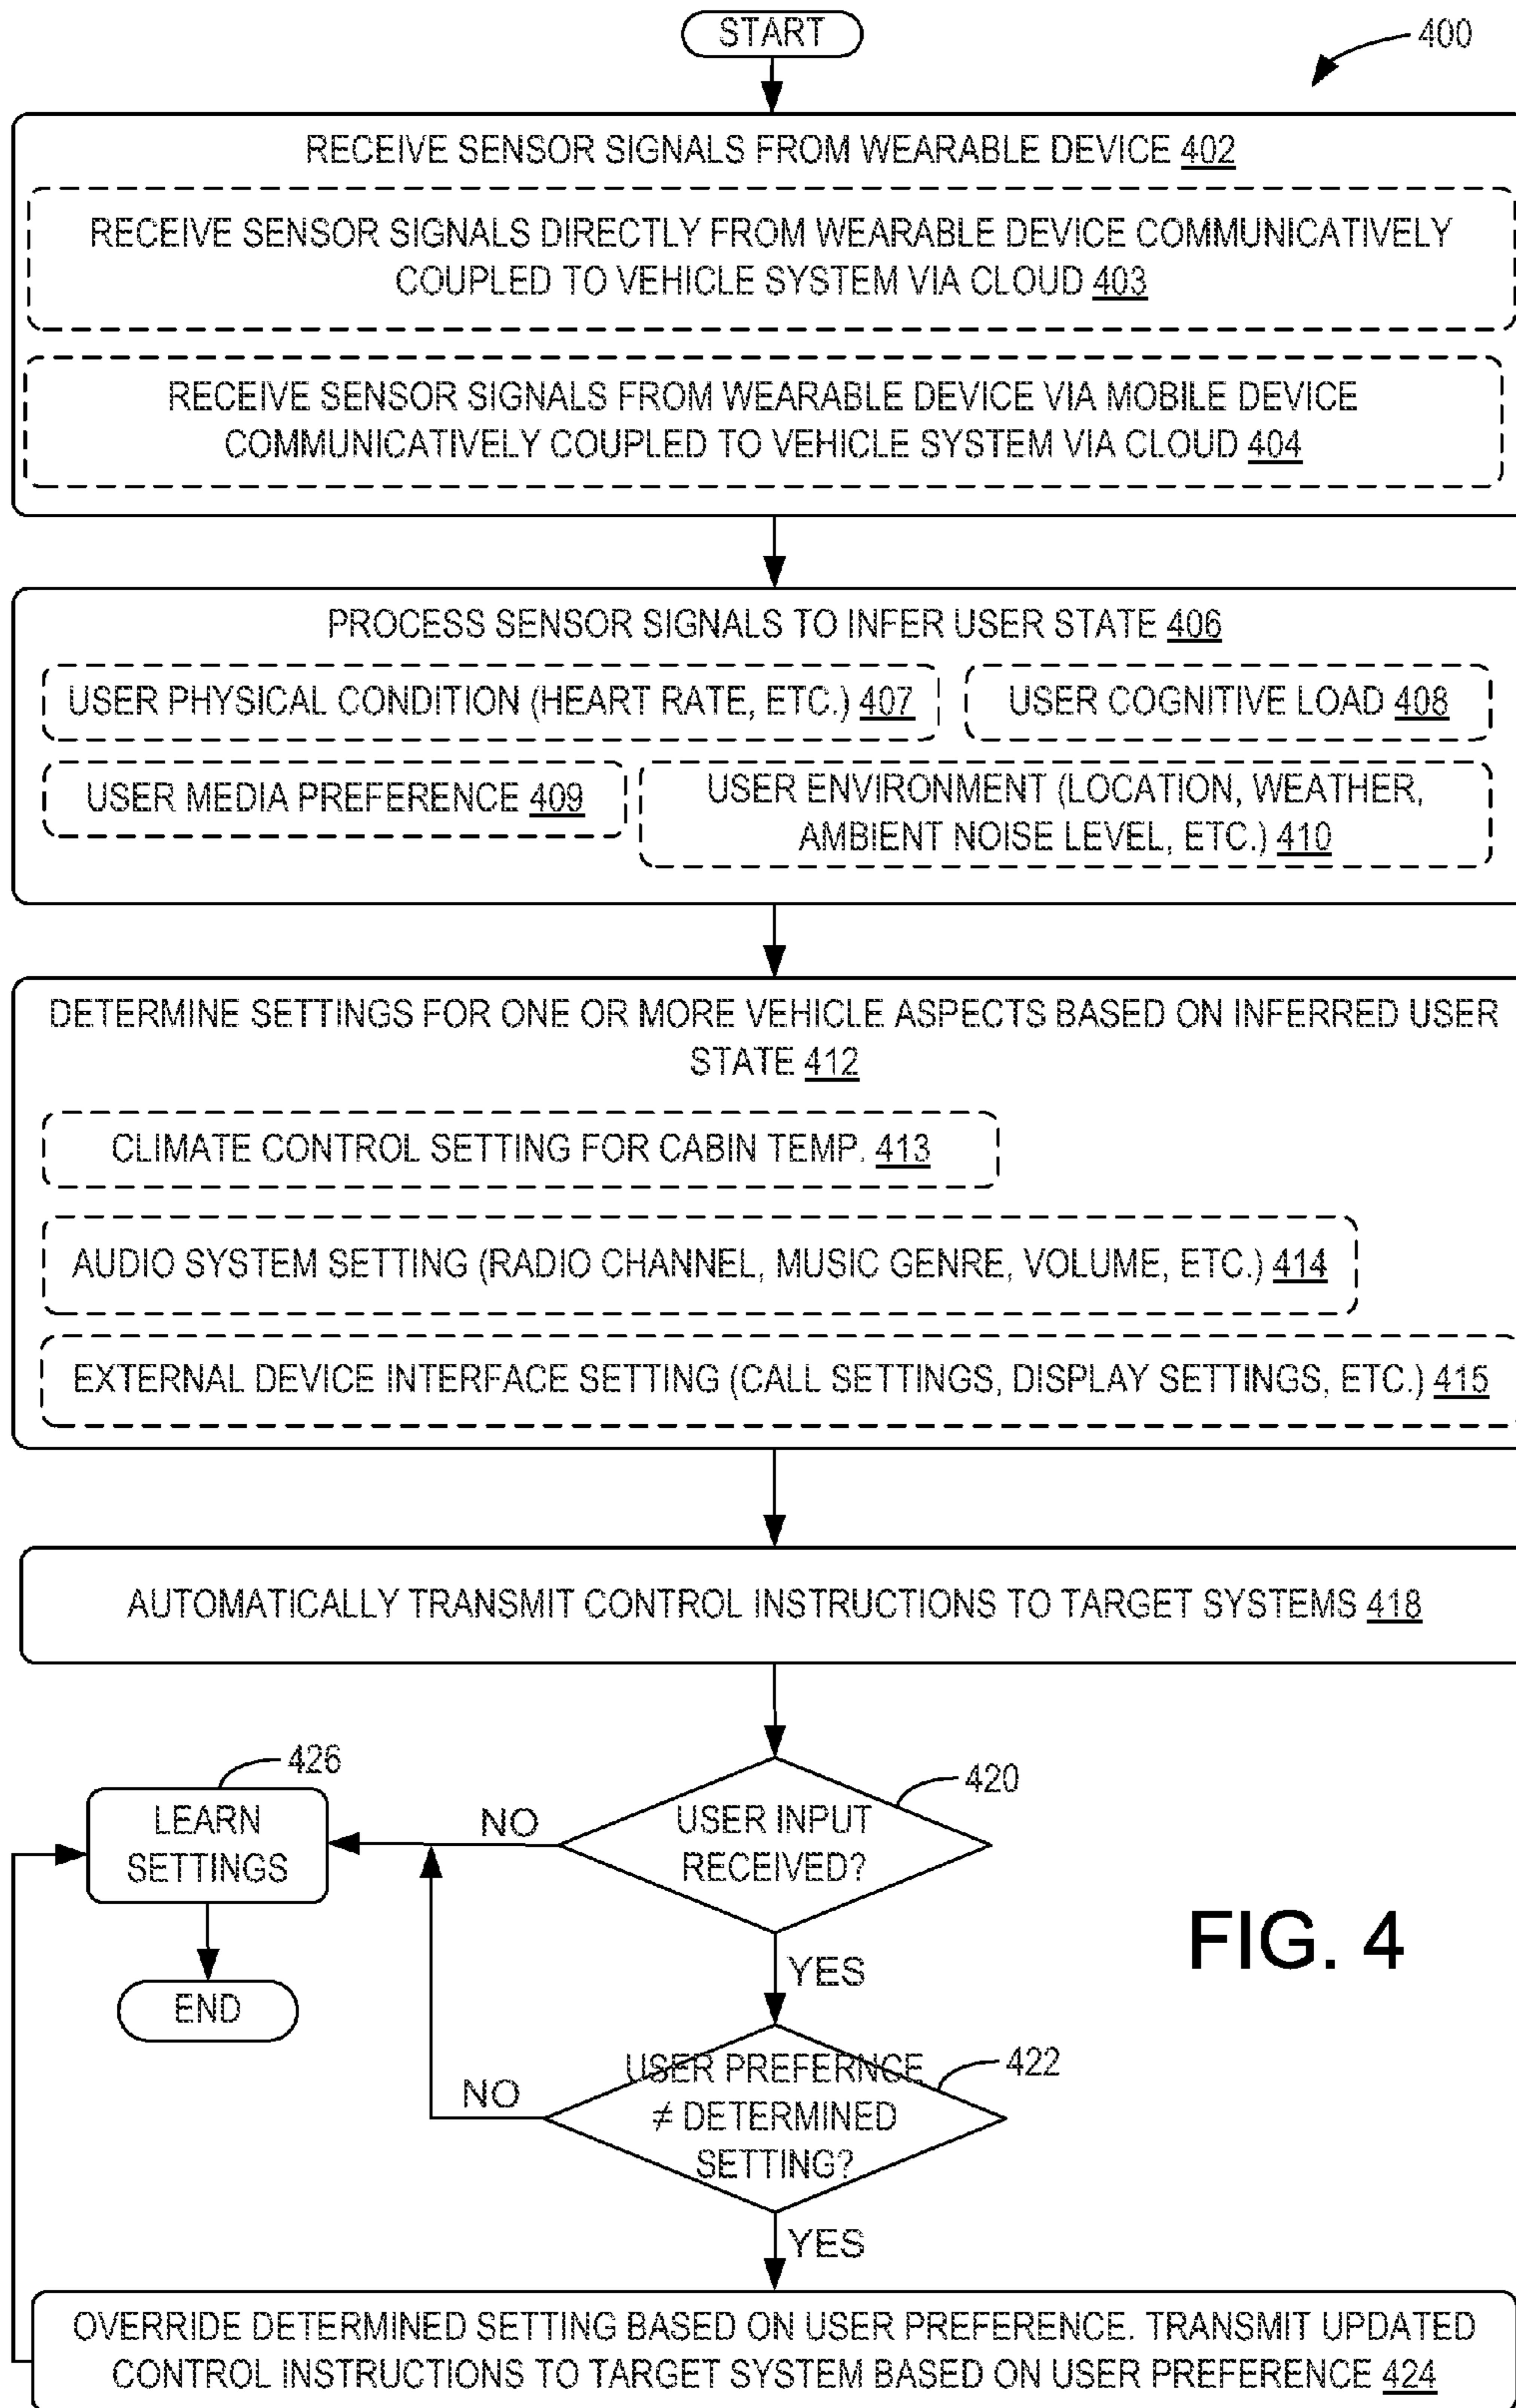 START
400
RECEIVE SENSOR SIGNALS FROM WEARABLE DEVICE 402
RECEIVE SENSOR SIGNALS DIRECTLY FROM WEARABLE DEVICE COMMUNICATIVELY
COUPLED TO VEHICLE SYSTEM VIA CLOUD 403
RECEIVE SENSOR SIGNALS FROM WEARABLE DEVICE VIA MOBILE DEVICE
COMMUNICATIVELY COUPLED TO VEHICLE SYSTEM VIA CLOUD 404
PROCESS SENSOR SIGNALS TO INFER USER STATE 406
USER PHYSICAL CONDITION (HEART RATE, ETC.) 407
USER COGNITIVE LOAD 408
USER MEDIA PREFERENCE 409
USER ENVIRONMENT (LOCATION, WEATHER,
AMBIENT NOISE LEVEL, ETC.) 410
DETERMINE SETTINGS FOR ONE OR MORE VEHICLE ASPECTS BASED ON INFERRED USER
STATE 412
CLIMATE CONTROL SETTING FOR CABIN TEMP. 413
AUDIO SYSTEM SETTING (RADIO CHANNEL, MUSIC GENRE, VOLUME, ETC.) 414
EXTERNAL DEVICE INTERFACE SETTING (CALL SETTINGS, DISPLAY SETTINGS, ETC.) 415
AUTOMATICALLY TRANSMIT CONTROL INSTRUCTIONS TO TARGET SYSTEMS 418
426
LEARN
SETTINGS
NO
420
USER INPUT
RECEIVED?
END
YES
FIG. 4
NO
422
USER PREFERNCE
≠ DETERMINED
SETTING?
YES
OVERRIDE DETERMINED SETTING BASED ON USER PREFERENCE. TRANSMIT UPDATED
CONTROL INSTRUCTIONS TO TARGET SYSTEM BASED ON USER PREFERENCE 424